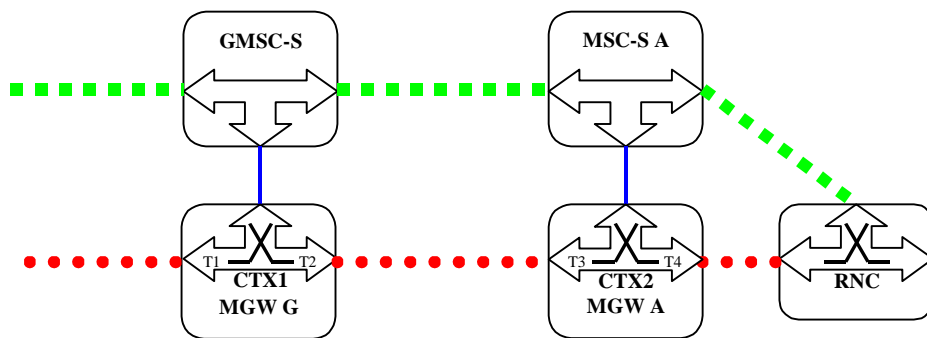 GMSC-S
MSC-S A
T1 T2
CTX1
MGW G
T3 T4
CTX2
MGW A
RNC